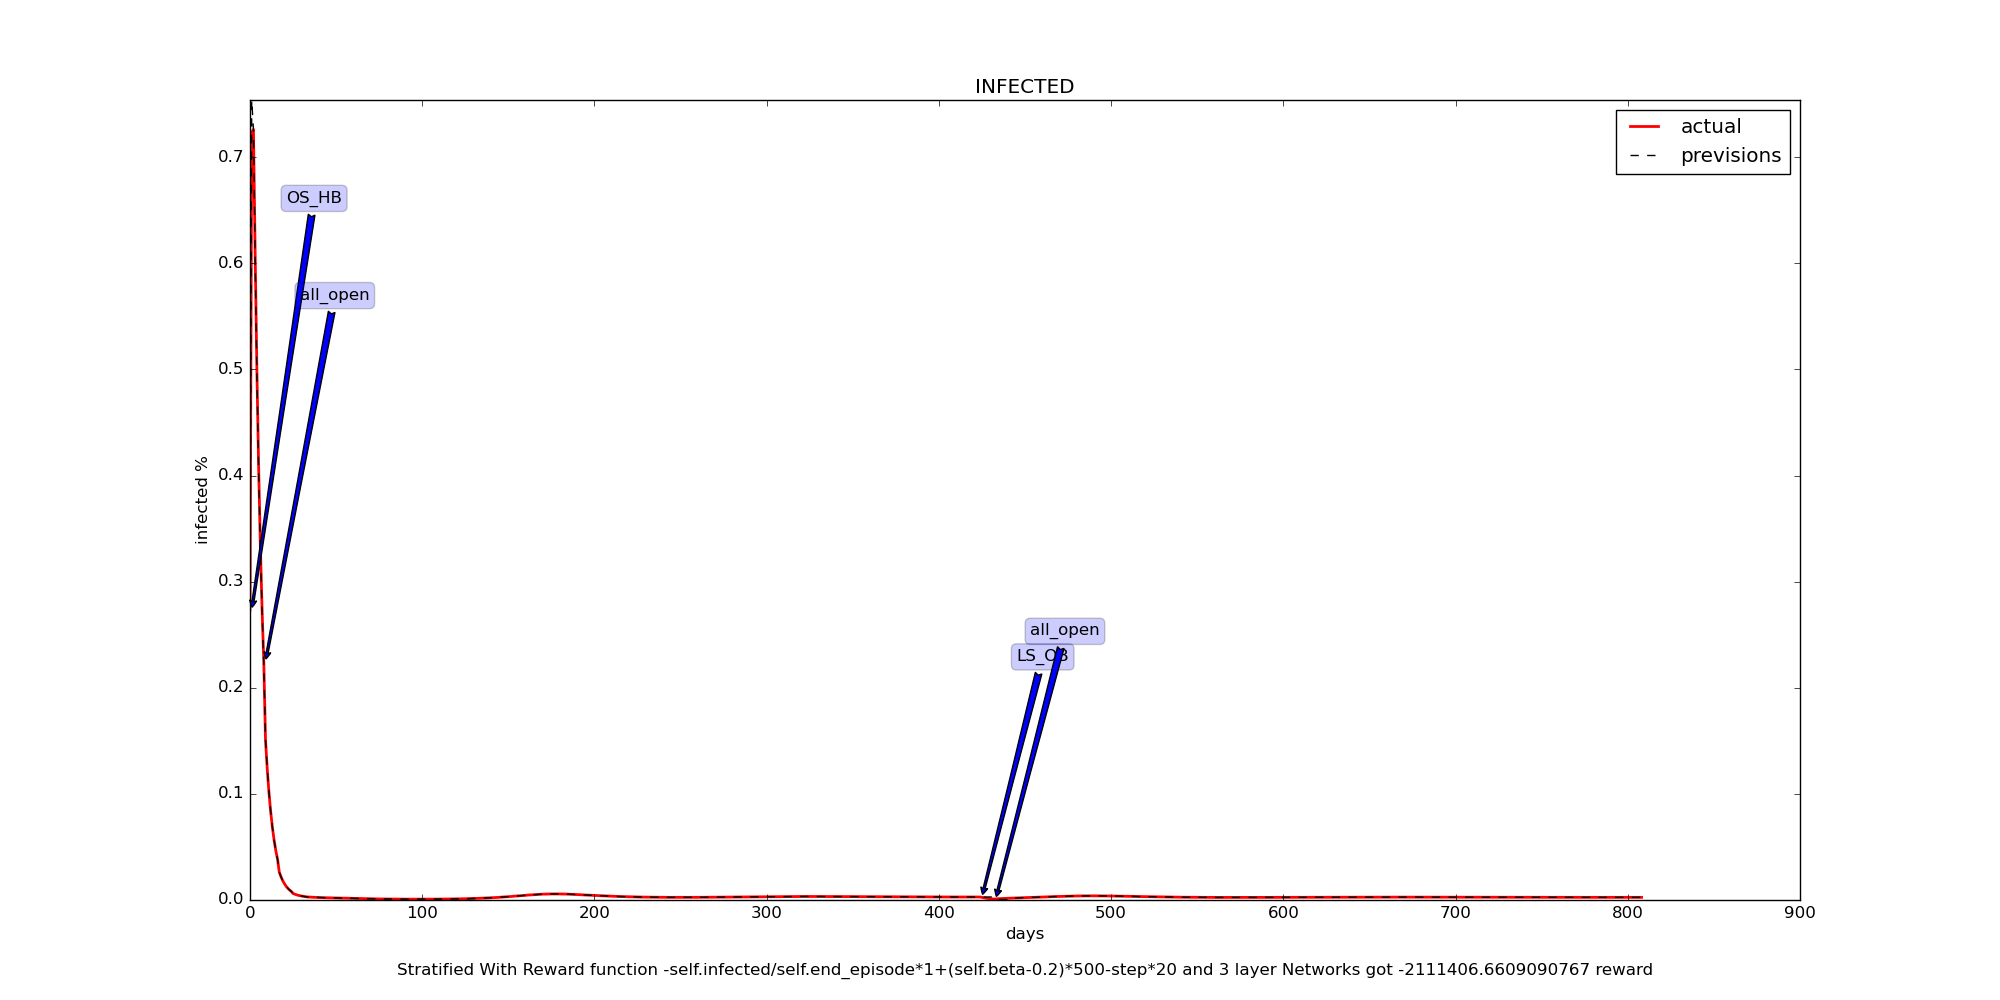 INFECTED
actual
previsions
OS_HB
all_open
all_open
LS_OB
infected %
0.7
0.6
0.5
0.4
0.3
0.2
0.1
0.0
0 100 200 300 400 500 600 700 800 900
days
Stratified With Reward function -self.infected/self.end_episode*1+(self.beta-0.2)*500-step*20 and 3 layer Networks got -2111406.6609090767 reward